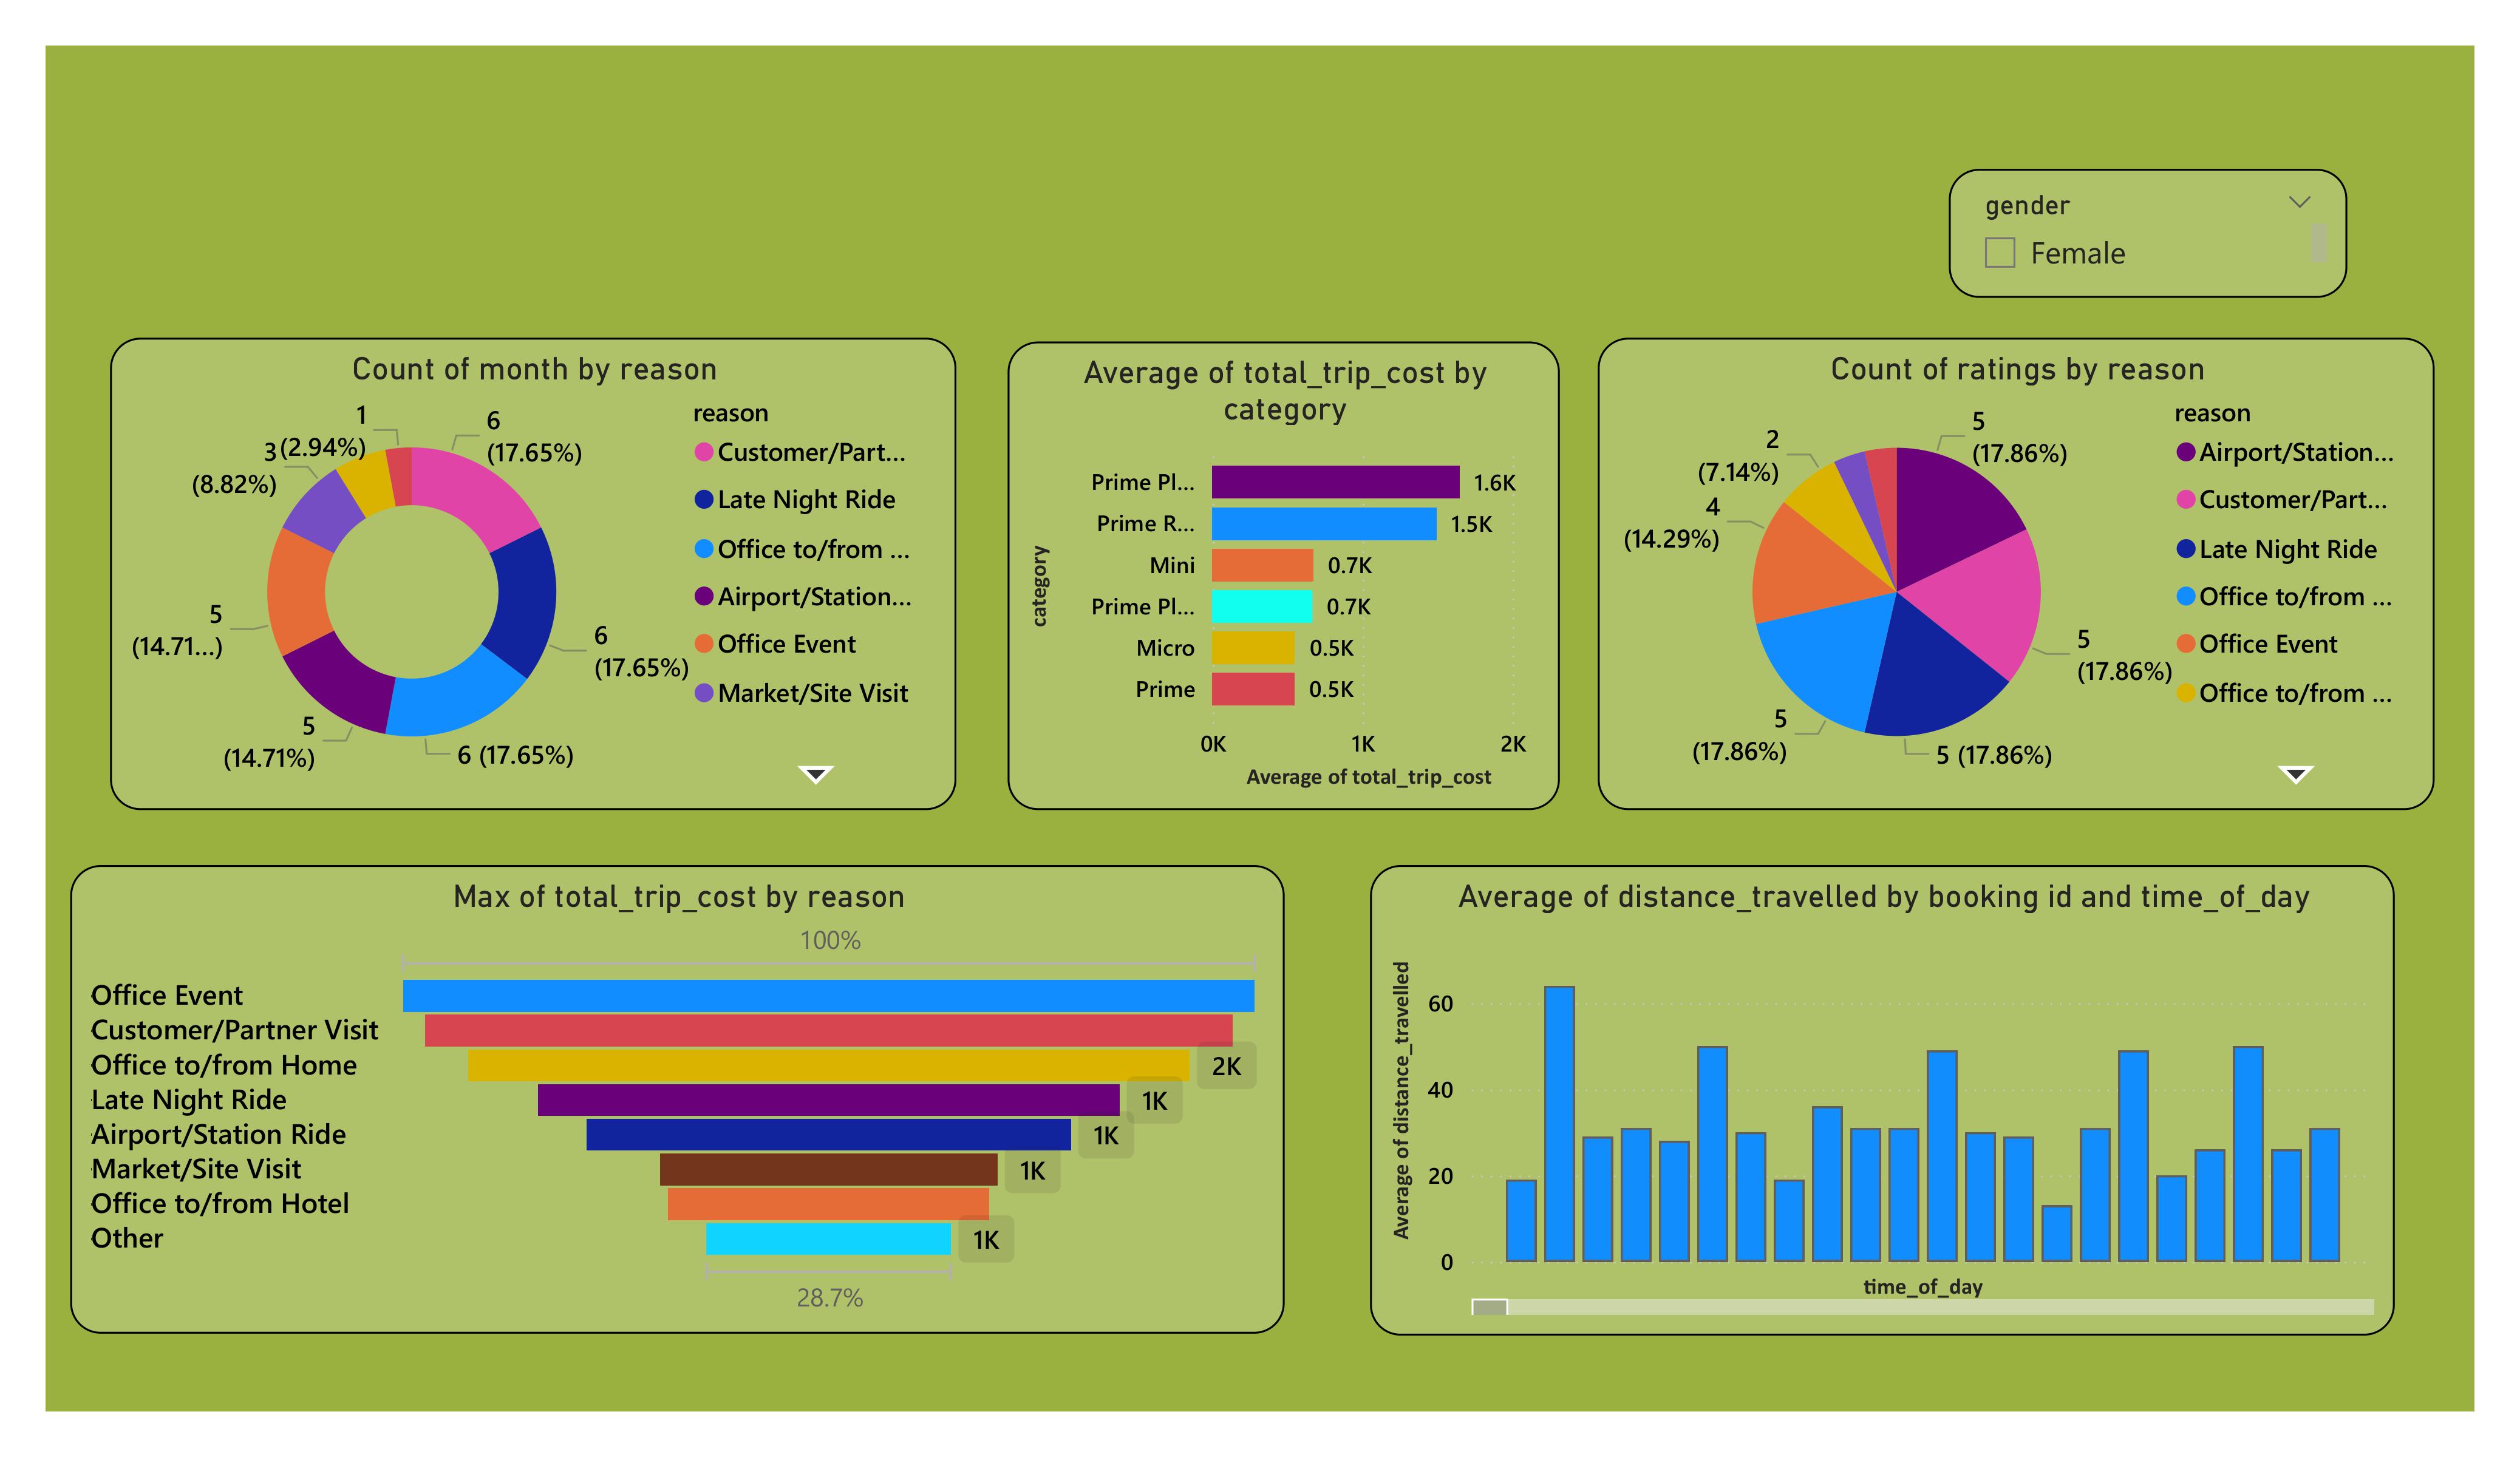 gender
Female
Count of month by reason
1
(2.94%)
6
(17.65%)
3
(8.82%)
5
(14.71...)
5
(14.71%)
6 (17.65%)
6
(17.65%)
reason
Customer/Part...
Late Night Ride
Office to/from ...
Airport/Station...
Office Event
Market/Site Visit
Average of total_trip_cost by
category
category
Prime Pl...
1.6K
Prime R...
1.5K
Mini
0.7K
Prime Pl...
0.7K
Micro
0.5K
Prime
0.5K
0K
1K
2K
Average of total_trip_cost
Count of ratings by reason
5
(17.86%)
2
(7.14%)
4
(14.29%)
5
(17.86%)
5 (17.86%)
5
(17.86%)
reason
Airport/Station...
Customer/Part...
Late Night Ride
Office to/from ...
Office Event
Office to/from ...
Max of total_trip_cost by reason
100%
Office Event
Customer/Partner Visit
Office to/from Home
2K
Late Night Ride
1K
Airport/Station Ride
1K
Market/Site Visit
1K
Office to/from Hotel
Other
1K
28.7%
Average of distance_travelled by booking id and time_of_day
Average of distance_travelled
60
40
20
0
time_of_day